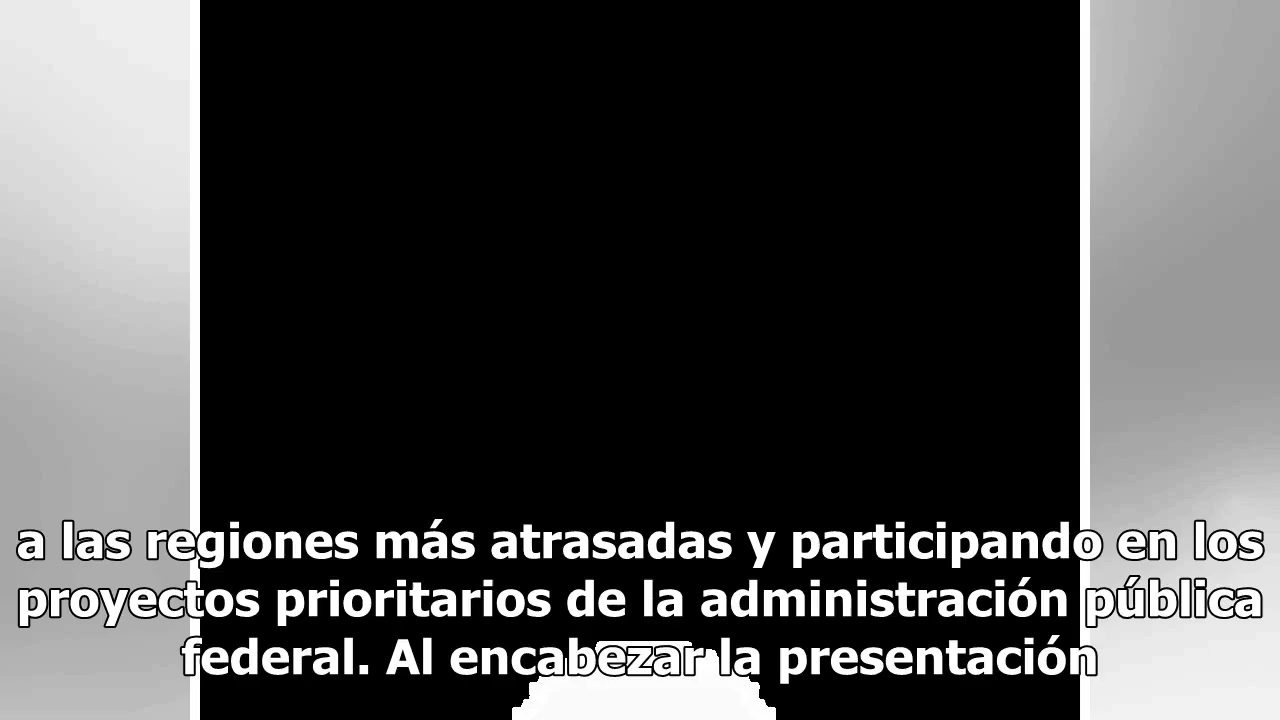 a las regiones más atrasadas y participando en los
proyectos prioritarios de la administración pública
federal. Al encabezar la presentación